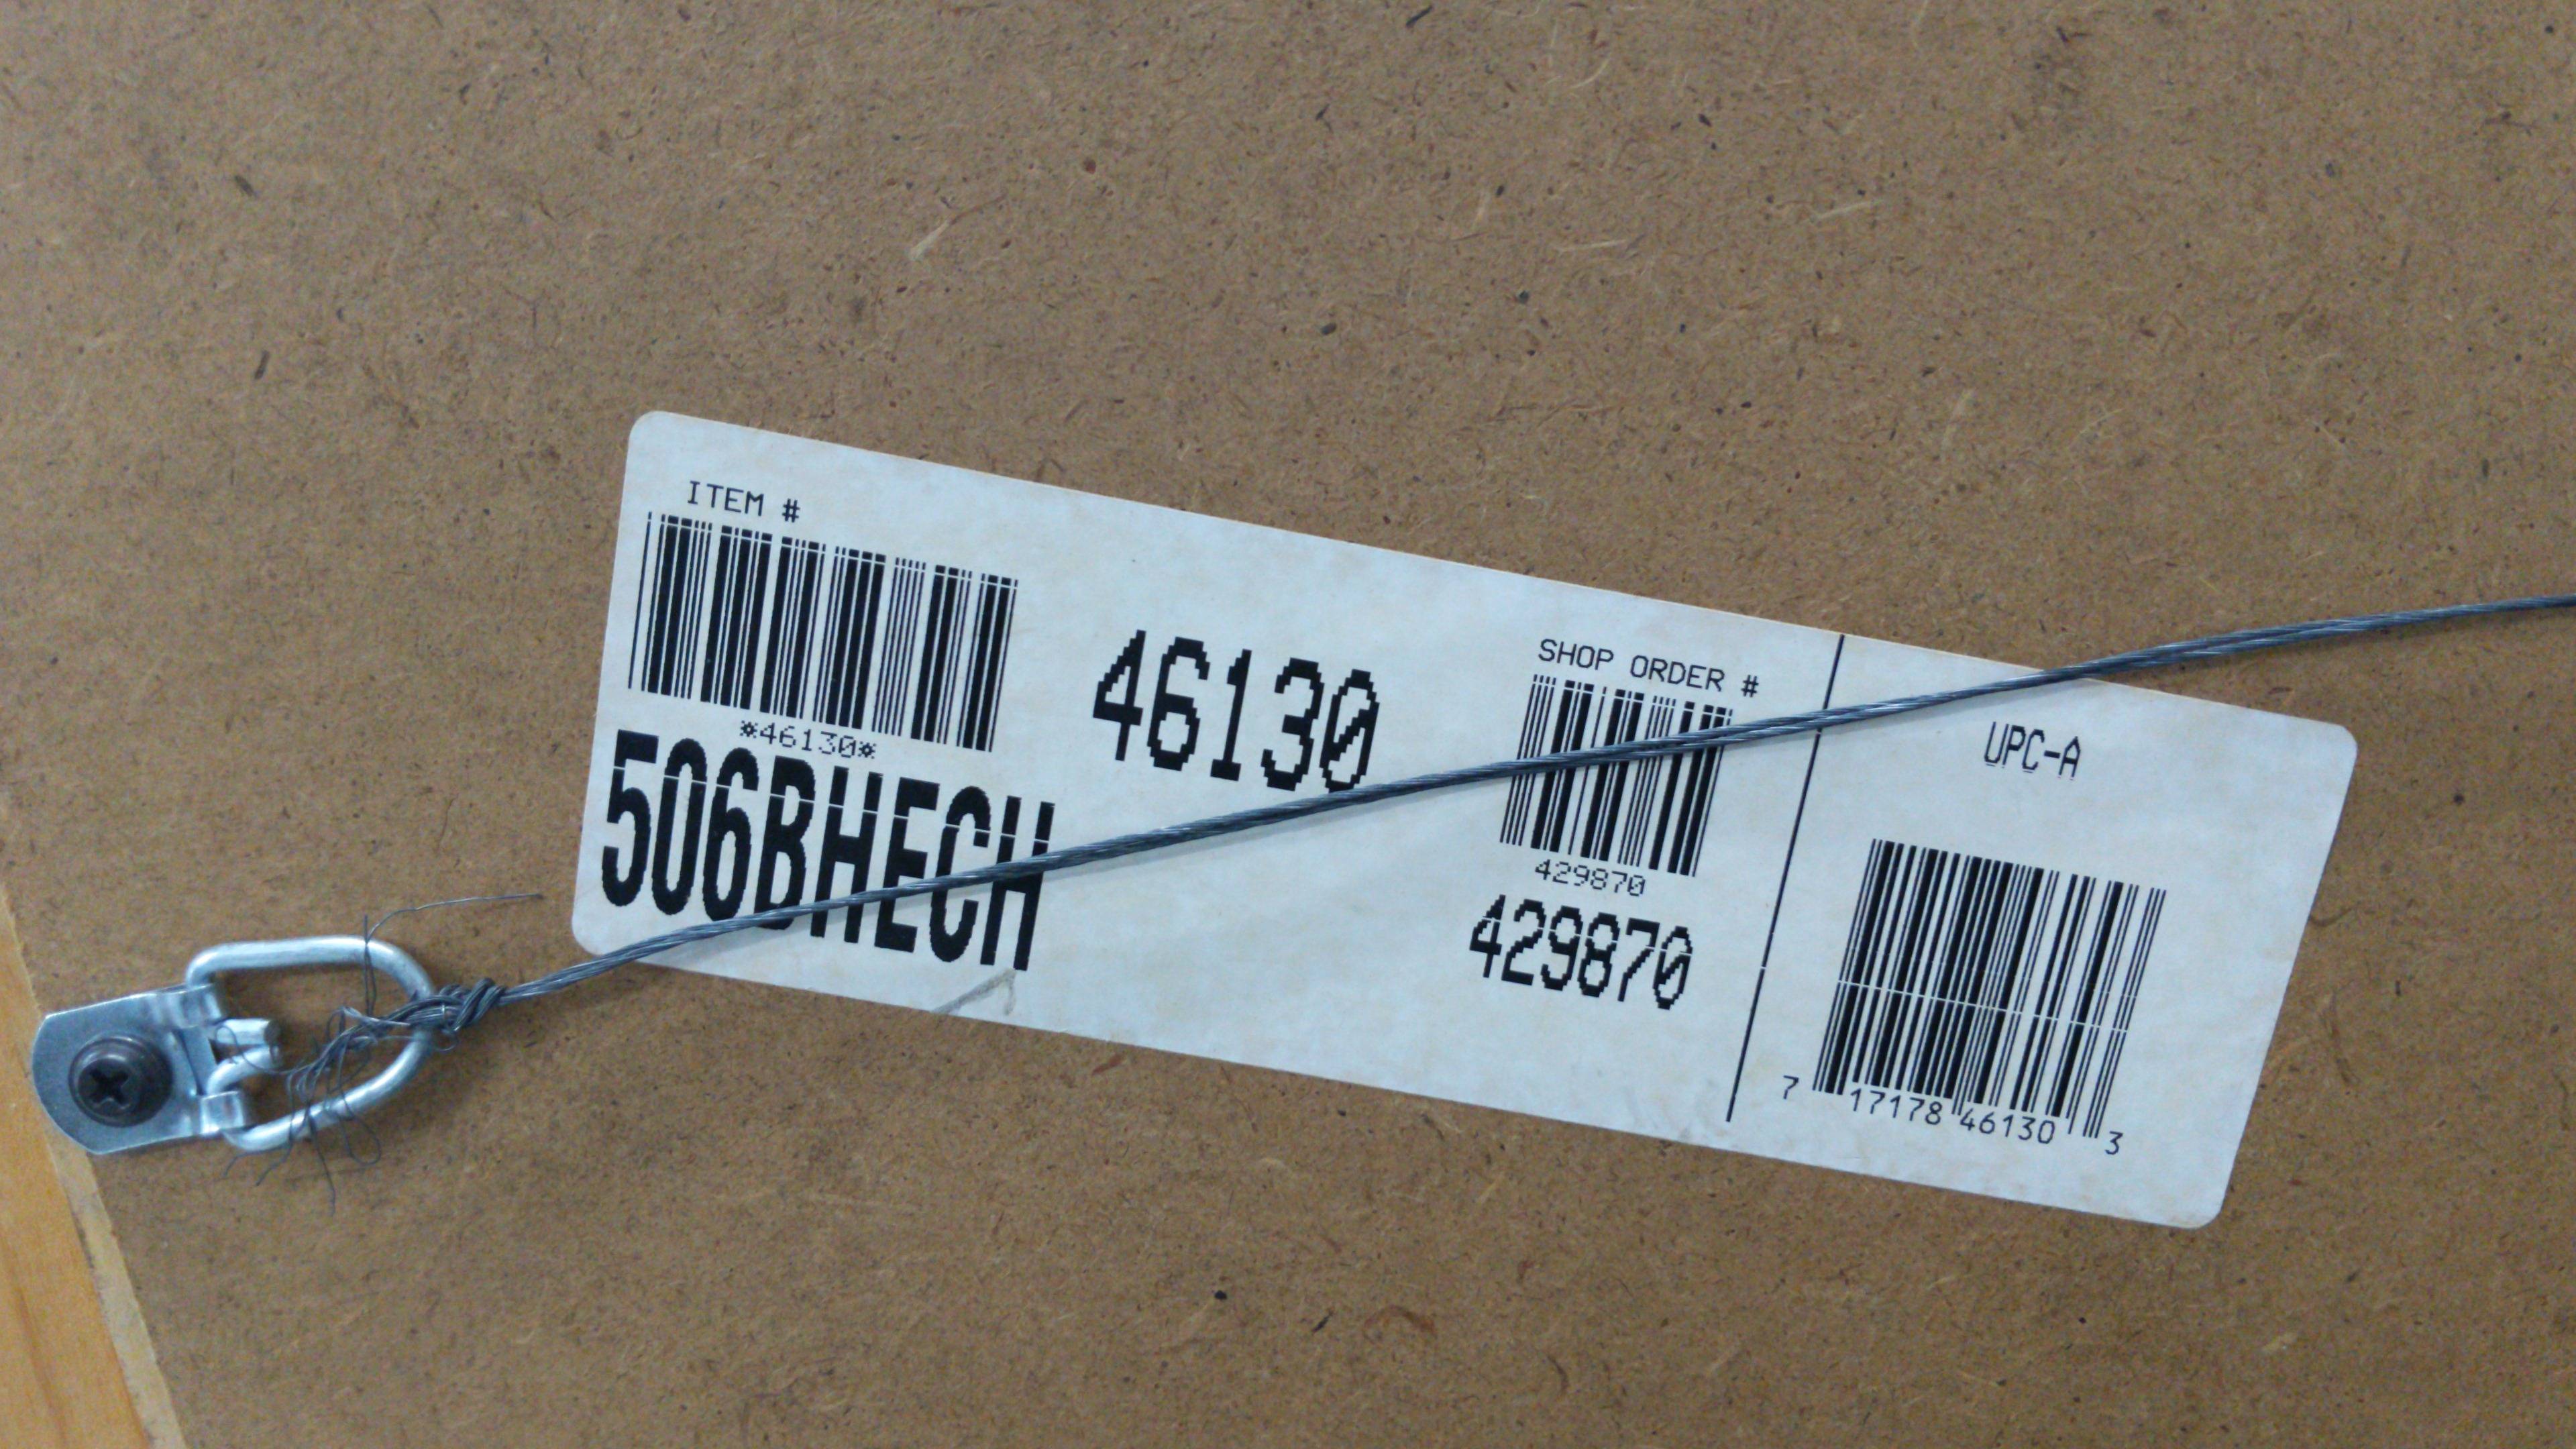 ITEM #
*46130*
506BHECH
46130
SHOP ORDER #
429870
429870
UPC-A
7 17178 46130 3